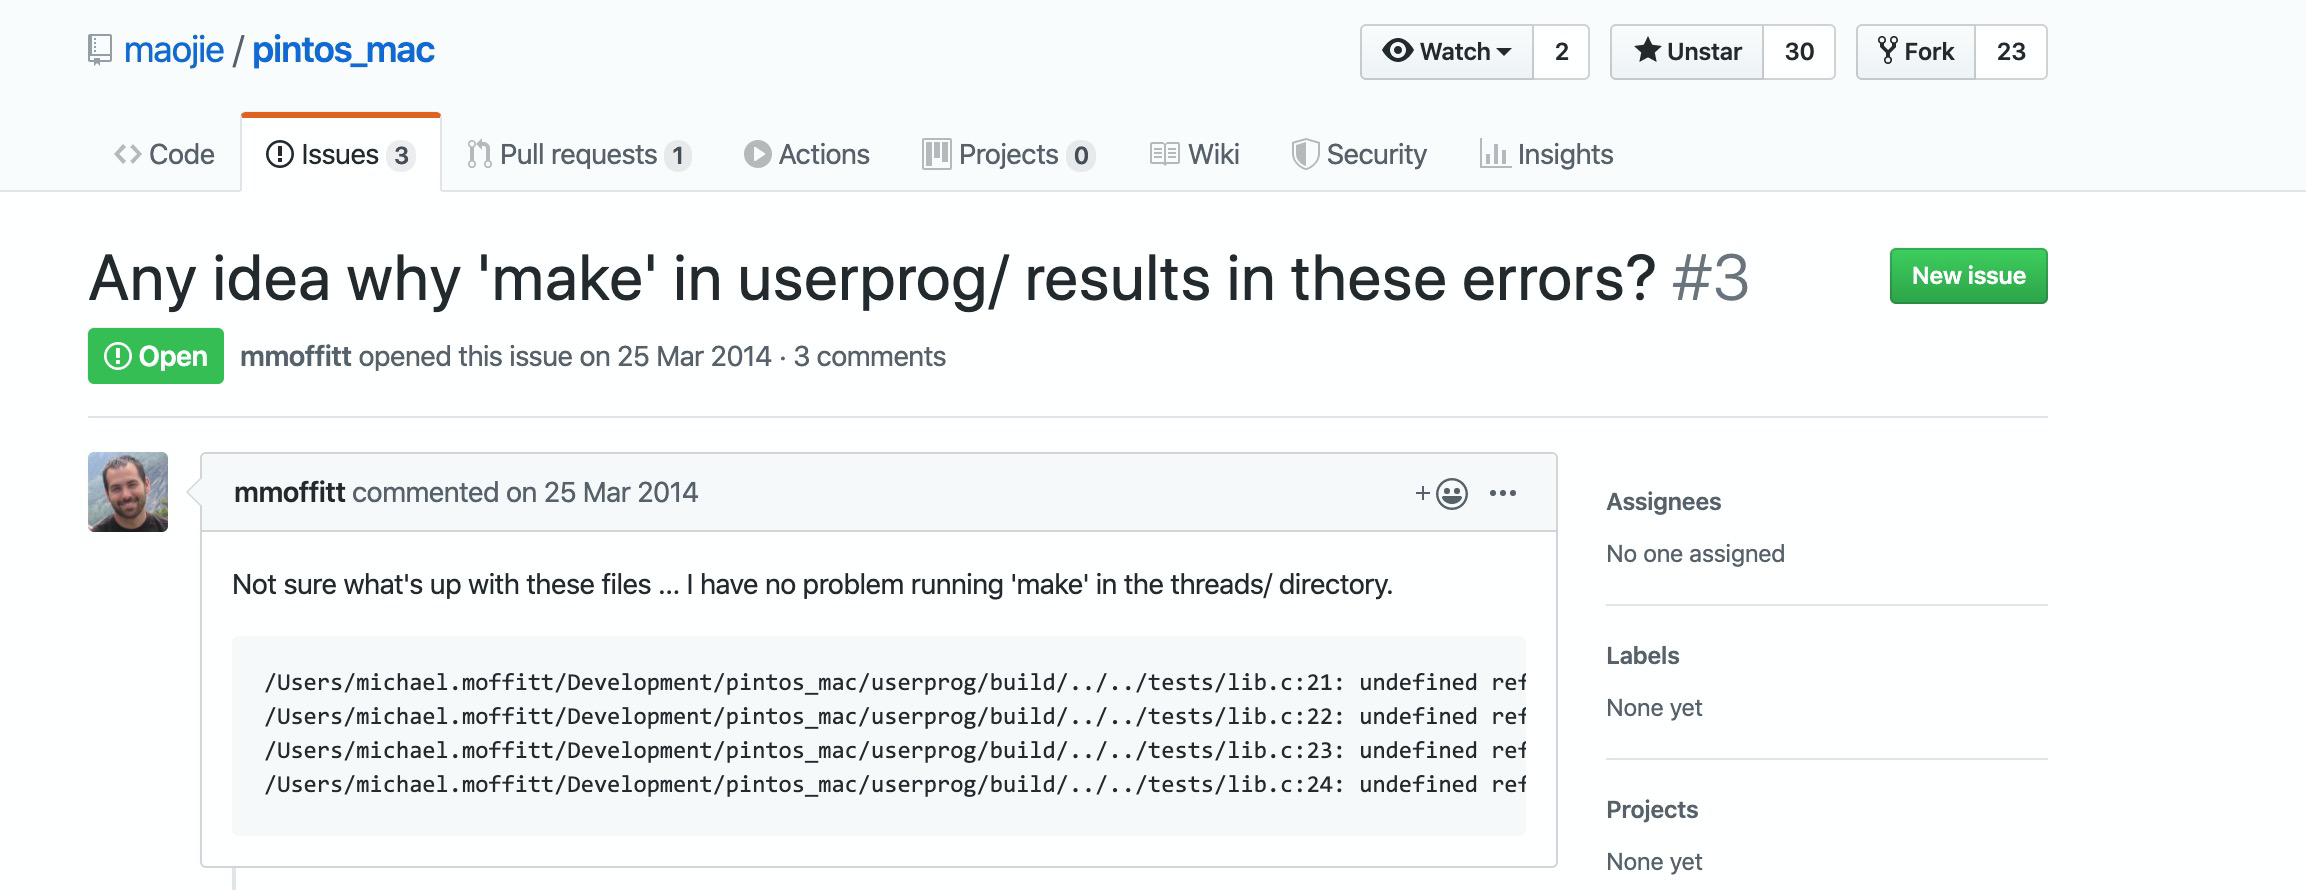 maojie / pintos_mac
Watch 2 Unstar 30 Fork 23
Code Issues 3 Pull requests 1 Actions Projects 0 Wiki Security Insights
Any idea why 'make' in userprog/ results in these errors? #3
New issue
Open mmoffitt opened this issue on 25 Mar 2014 · 3 comments
mmoffitt commented on 25 Mar 2014
Not sure what's up with these files ... I have no problem running 'make' in the threads/ directory.
/Users/michael.moffitt/Development/pintos_mac/userprog/build/../../tests/lib.c:21: undefined ref
/Users/michael.moffitt/Development/pintos_mac/userprog/build/../../tests/lib.c:22: undefined ref
/Users/michael.moffitt/Development/pintos_mac/userprog/build/../../tests/lib.c:23: undefined ref
/Users/michael.moffitt/Development/pintos_mac/userprog/build/../../tests/lib.c:24: undefined ref
Assignees
No one assigned
Labels
None yet
Projects
None yet